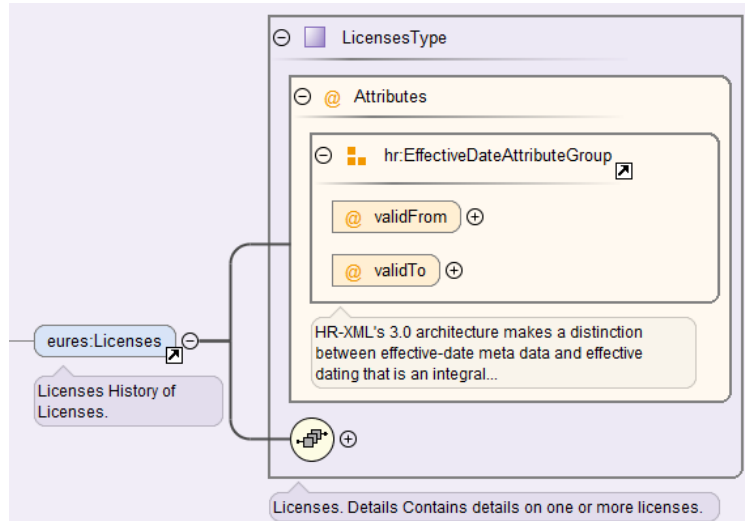 LicensesType
@ Attributes
hr:EffectiveDateAttributeGroup
@ validFrom
@ validTo
HR-XML's 3.0 architecture makes a distinction
between effective-date meta data and effective
dating that is an integral...
eures:Licenses
Licenses History of
Licenses.
Licenses. Details Contains details on one or more licenses.